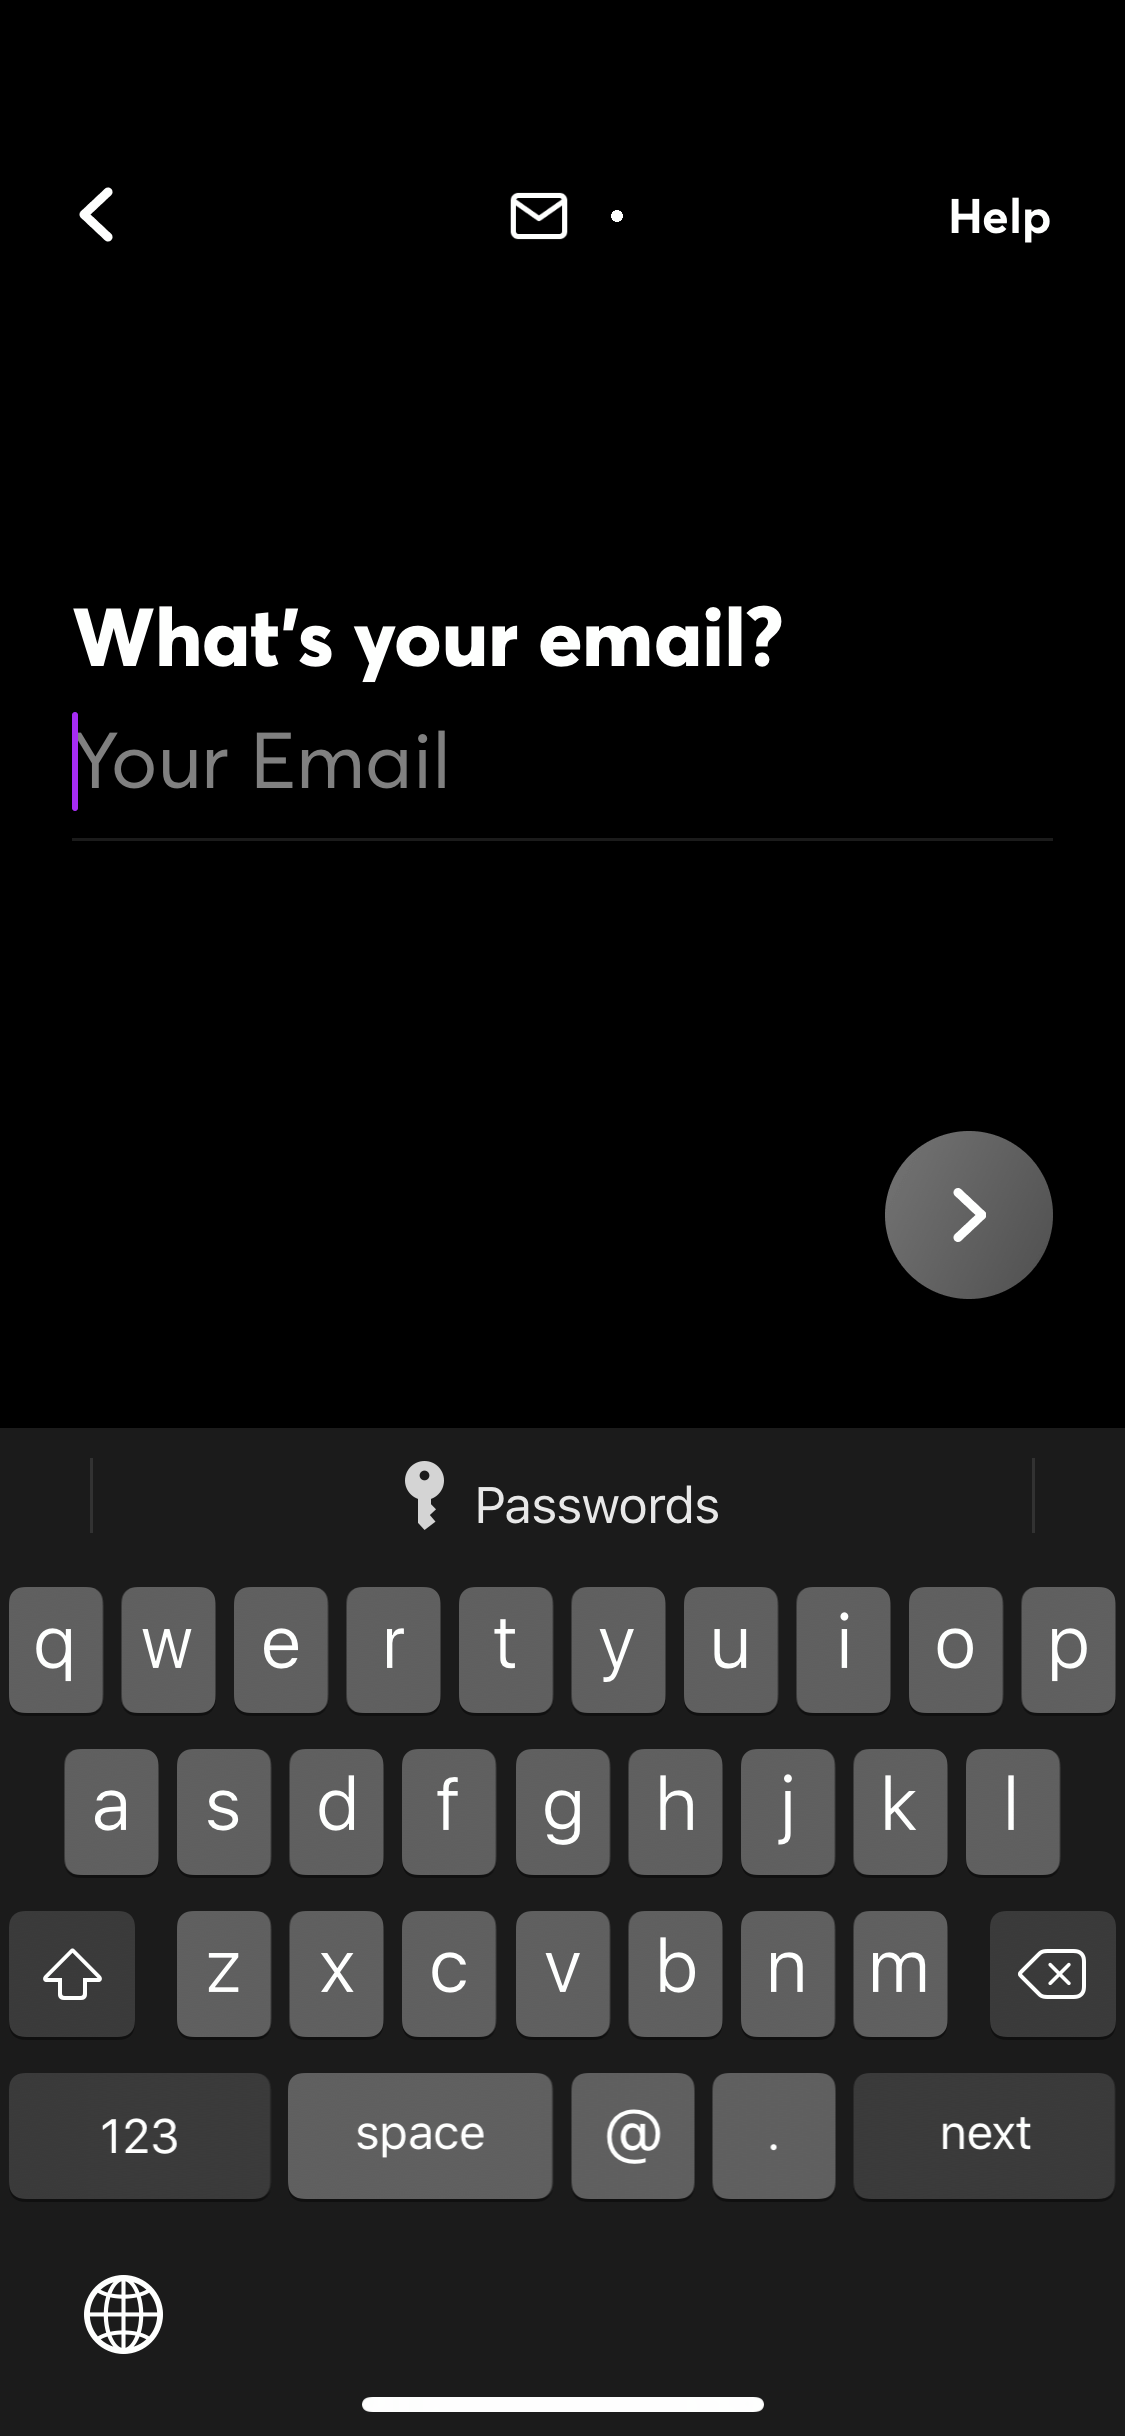 Help
What's your email?
Your Email
Passwords
q w e r t y u i o p
a s d f g h j k l
z x c v b n m
123 space @ . next